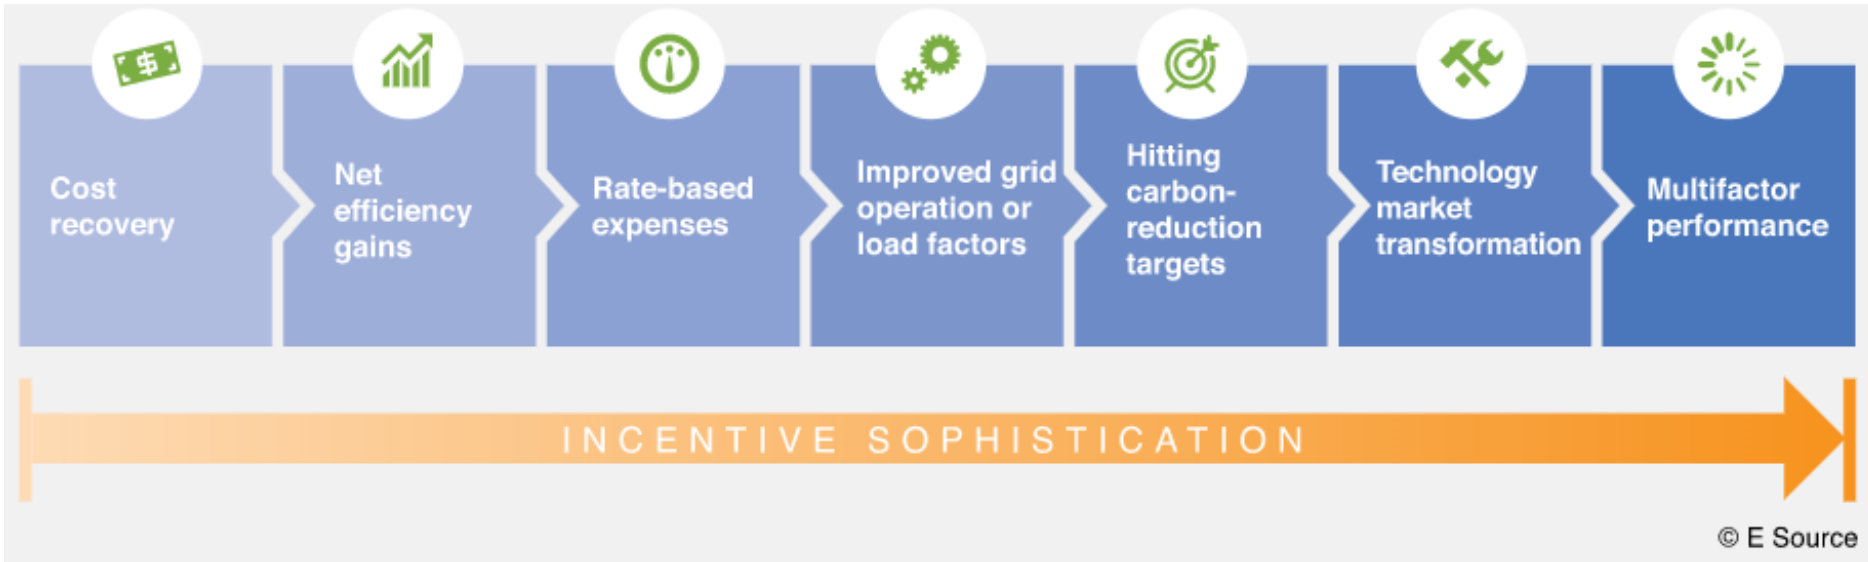 Cost
recovery
Net
efficiency
gains
Rate-based
expenses
Improved grid
operation or
load factors
Hitting
carbon-
reduction
targets
Technology
market
transformation
Multifactor
performance
INCENTIVE SOPHISTICATION
© E Source